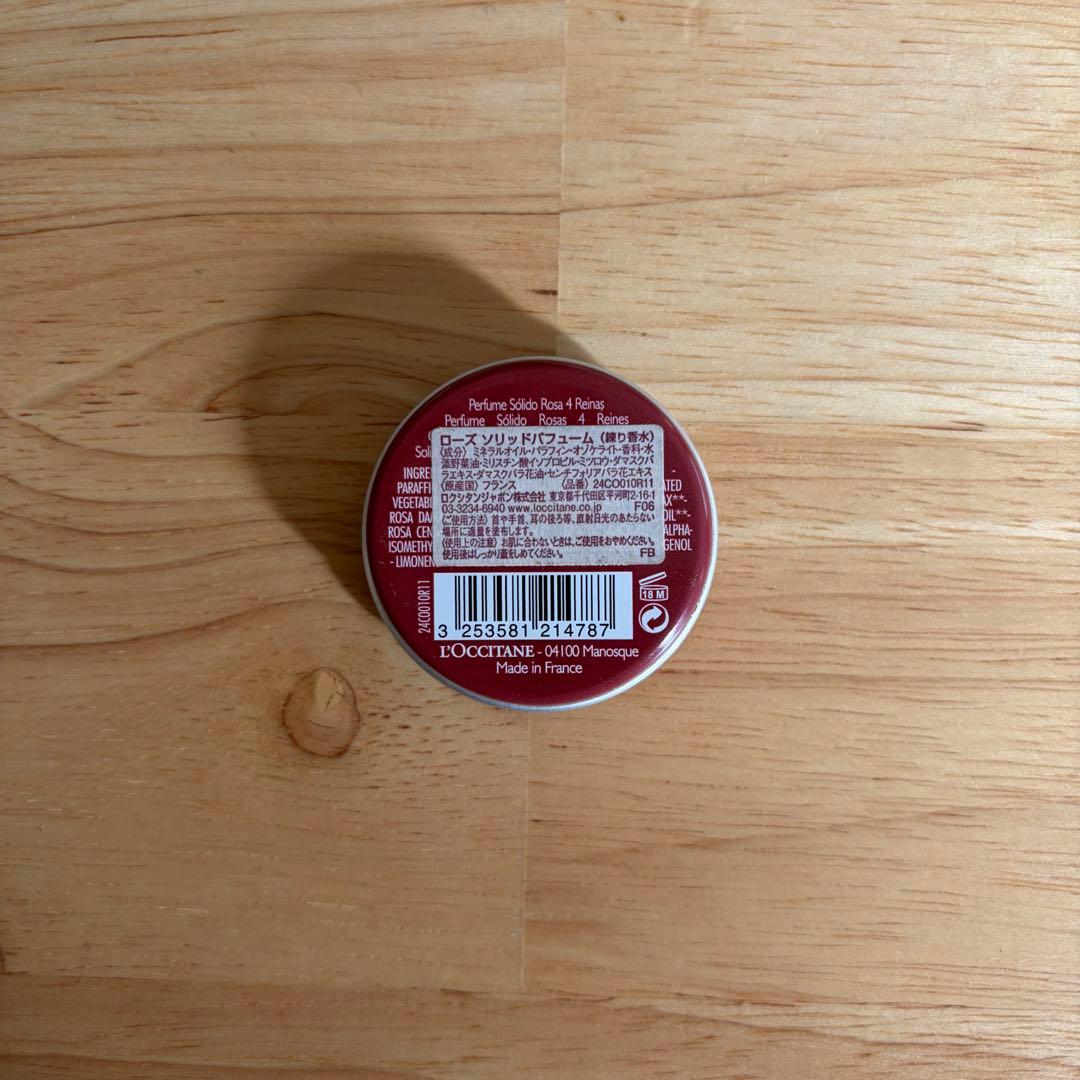 Perfume Sólido Rosa 4 Reinas
Perfume Sólido Rosas 4 Reines
ローズ ソリッドパフューム（練り香水）
〈成分〉ミネラルオイル・パラフィン・オゾケライト・香料・水
添野菜油・ミリスチン酸イソプロピル・ミツロウ・ダマスクバ
ラエキス・ダマスクバラ花油・センチフォリアバラ花エキス
〈原産国〉フランス 〈品番〉24CO010R11
ロクシタンジャポン株式会社 東京都千代田区平河町2-16-1
03-3234-6940 www.loccitane.co.jp F06
〈ご使用方法〉首や手首、耳の後ろ等、直射日光のあたらない
場所に適量を塗布します。
〈使用上の注意〉お肌に合わないときは、ご使用をおやめください。
使用後はしっかり蓋をしめてください。 FB
INGRE
PARAFFI
VEGETAB
ROSA DA
ROSA CEN
ISOMETHY
- LIMONEN
ATED
AX**-
OIL**-
ALPHA-
GENOL
24CO010R11
18 M
3 253581 214787
L'OCCITANE - 04100 Manosque
Made in France